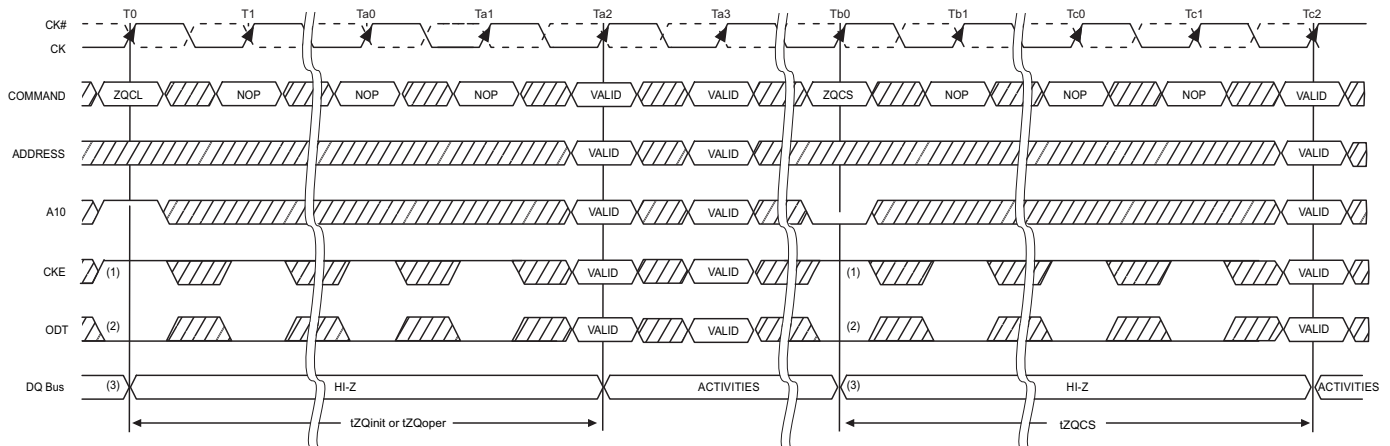 T0 T1 Ta0 Ta1 Ta2 Ta3 Tb0 Tb1 Tc0 Tc1 Tc2
CK#
CK
COMMAND ZQCL NOP NOP NOP VALID VALID ZQCS NOP NOP NOP VALID
ADDRESS VALID VALID VALID
A10 VALID VALID VALID
CKE (1) VALID VALID (1) VALID
ODT (2) VALID VALID (2) VALID
DQ Bus (3) HI-Z ACTIVITIES (3) HI-Z ACTIVITIES
tZQinit or tZQoper tZQCS